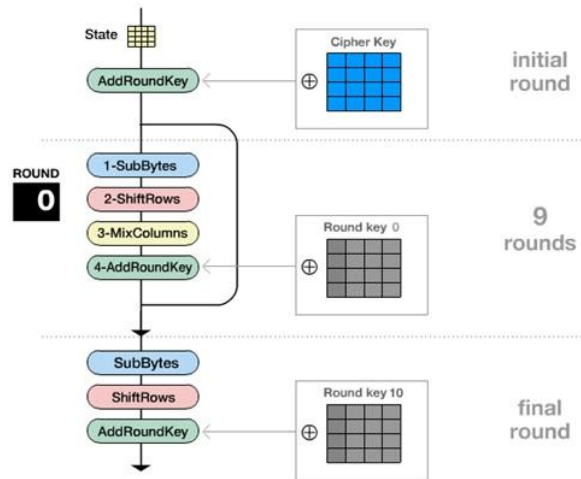 State
Cipher Key
AddRoundKey
initial
round
ROUND
0
1-SubBytes
2-ShiftRows
3-MixColumns
4-AddRoundKey
Round key 0
9
rounds
SubBytes
ShiftRows
AddRoundKey
Round key 10
final
round